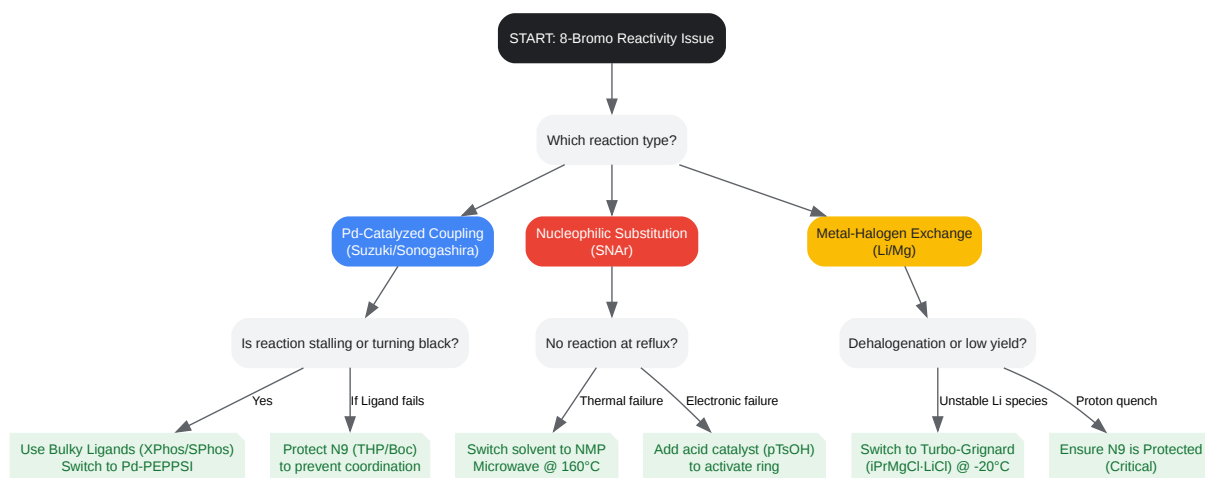 START: 8-Bromo Reactivity Issue
Which reaction type?
Pd-Catalyzed Coupling
(Suzuki/Sonogashira)
Nucleophilic Substitution
(SNAr)
Metal-Halogen Exchange
(Li/Mg)
Is reaction stalling or turning black?
No reaction at reflux?
Dehalogenation or low yield?
Yes
If Ligand fails
Thermal failure
Electronic failure
Unstable Li species
Proton quench
Use Bulky Ligands (XPhos/SPhos)
Switch to Pd-PEPPSI
Protect N9 (THP/Boc)
to prevent coordination
Switch solvent to NMP
Microwave @ 160°C
Add acid catalyst (pTsOH)
to activate ring
Switch to Turbo-Grignard
(iPrMgCl·LiCl) @ -20°C
Ensure N9 is Protected
(Critical)